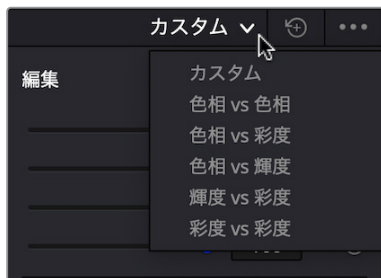 カスタム
編集
カスタム
色相 vs 色相
色相 vs 彩度
色相 vs 輝度
輝度 vs 彩度
彩度 vs 彩度